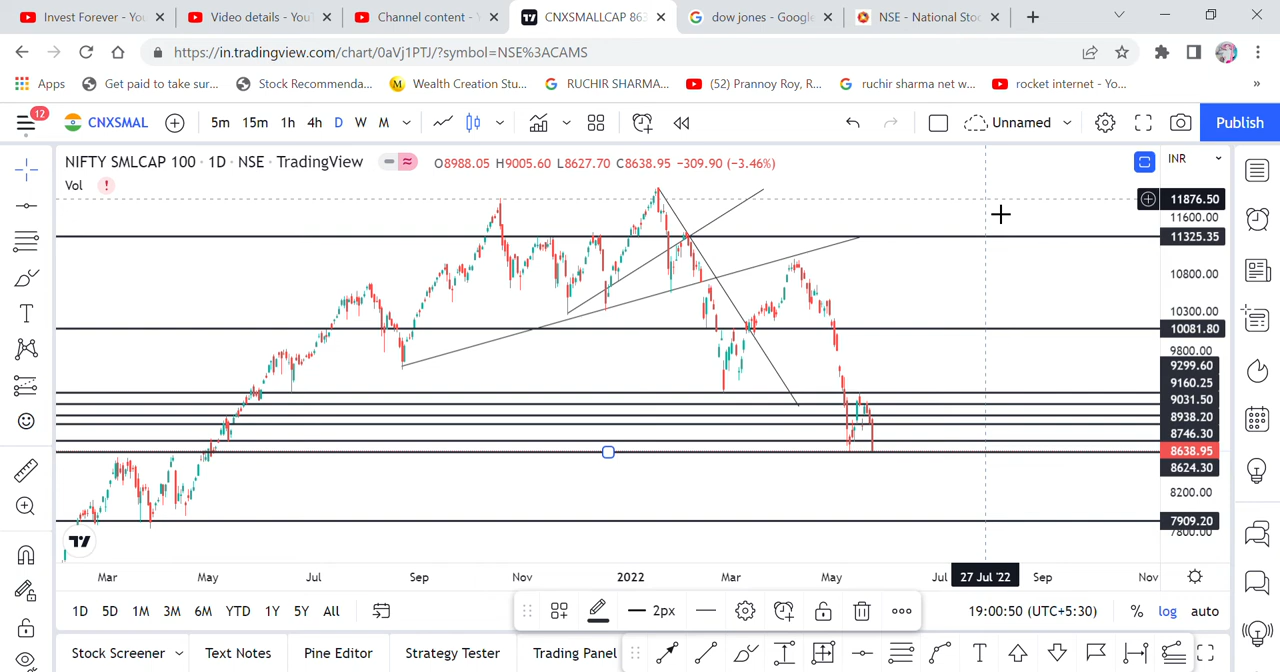 Invest Forever - You
Video details - YouT
Channel content - Y
CNXSMALLCAP 863
dow jones - Google
NSE - National Stoc
https://in.tradingview.com/chart/0aVj1PTJ/?symbol=NSE%3ACAMS
Apps
Get paid to take sur...
Stock Recommenda...
Wealth Creation Stu...
RUCHIR SHARMA...
(52) Prannoy Roy, R...
ruchir sharma net w...
rocket internet - Yo...
»
12
CNXSMAL
5m 15m 1h 4h D W M
Unnamed
Publish
NIFTY SMLCAP 100 · 1D · NSE · TradingView
O8988.05 H9005.60 L8627.70 C8638.95 −309.90 (−3.46%)
INR
Vol
11876.50
11600.00
11325.35
10800.00
10300.00
10081.80
9800.00
9299.60
9160.25
9031.50
8938.20
8746.30
8638.95
8624.30
8200.00
7909.20
7800.00
Mar May Jul Sep Nov 2022 Mar May Jul 27 Jul '22 Sep Nov
1D 5D 1M 3M 6M YTD 1Y 5Y All
2px
19:00:50 (UTC+5:30)
% log auto
Stock Screener
Text Notes
Pine Editor
Strategy Tester
Trading Panel